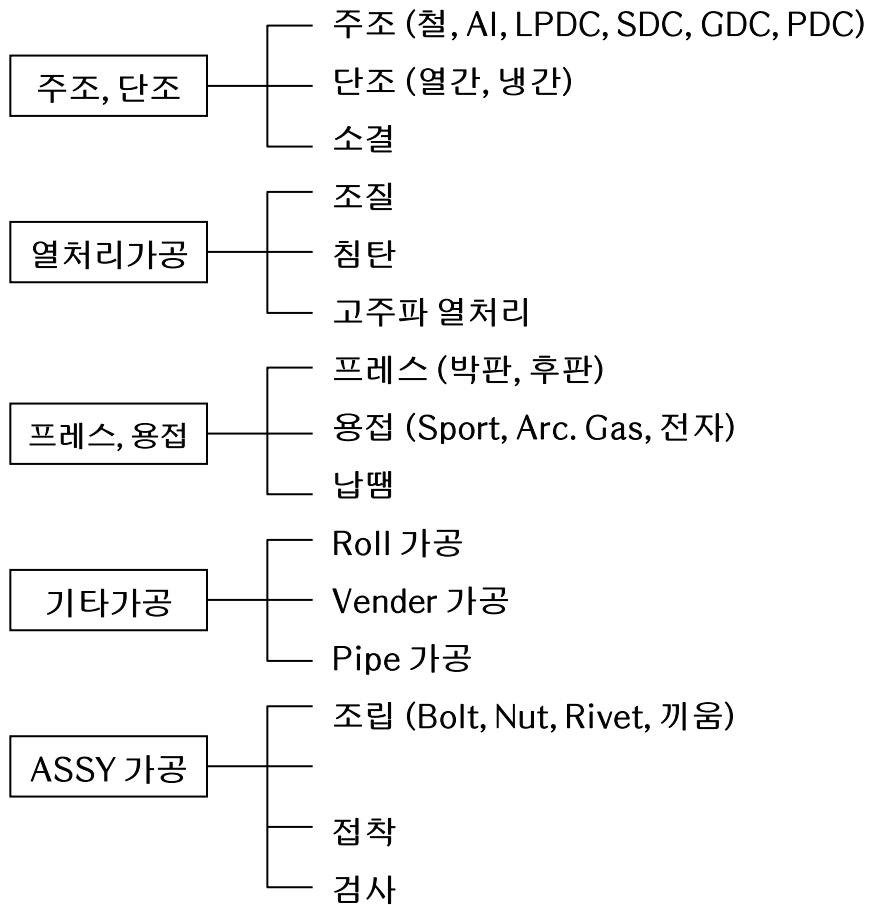 주조 (철, Al, LPDC, SDC, GDC, PDC)
주조, 단조
단조 (열간, 냉간)
소결
조질
열처리가공
침탄
고주파 열처리
프레스 (박판, 후판)
프레스, 용접
용접 (Sport, Arc. Gas, 전자)
납땜
Roll 가공
기타가공
Vender 가공
Pipe 가공
조립 (Bolt, Nut, Rivet, 끼움)
ASSY 가공
접착
검사